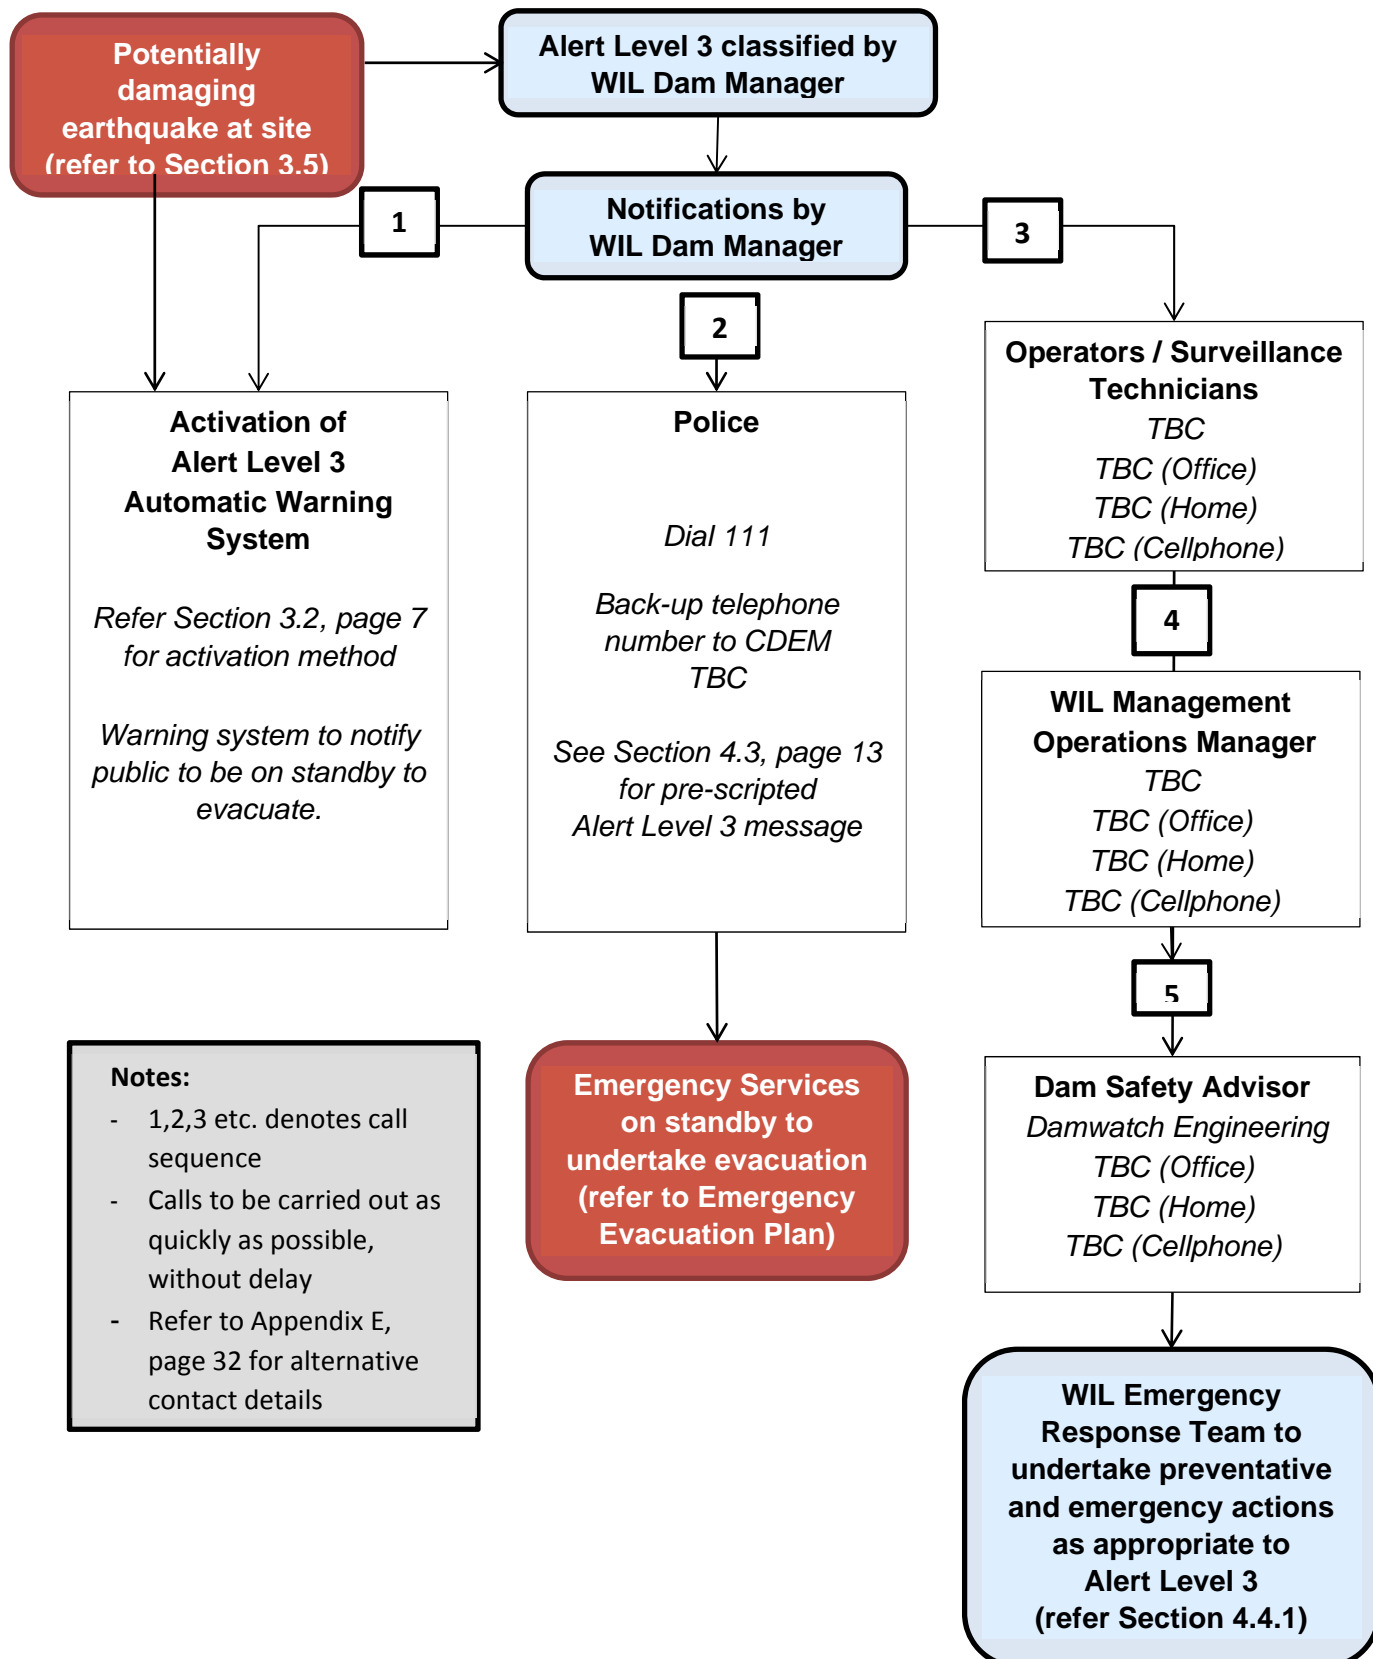 Potentially
damaging
earthquake at site
(refer to Section 3.5)
Alert Level 3 classified by
WIL Dam Manager
Notifications by
WIL Dam Manager
1
2
3
Activation of
Alert Level 3
Automatic Warning
System
Refer Section 3.2, page 7
for activation method
Warning system to notify
public to be on standby to
evacuate.
Police
Dial 111
Back-up telephone
number to CDEM
TBC
See Section 4.3, page 13
for pre-scripted
Alert Level 3 message
Operators / Surveillance
Technicians
TBC
TBC (Office)
TBC (Home)
TBC (Cellphone)
4
WIL Management
Operations Manager
TBC
TBC (Office)
TBC (Home)
TBC (Cellphone)
5
Dam Safety Advisor
Damwatch Engineering
TBC (Office)
TBC (Home)
TBC (Cellphone)
Emergency Services
on standby to
undertake evacuation
(refer to Emergency
Evacuation Plan)
Notes:
- 1,2,3 etc. denotes call
sequence
- Calls to be carried out as
quickly as possible,
without delay
- Refer to Appendix E,
page 32 for alternative
contact details
WIL Emergency
Response Team to
undertake preventative
and emergency actions
as appropriate to
Alert Level 3
(refer Section 4.4.1)